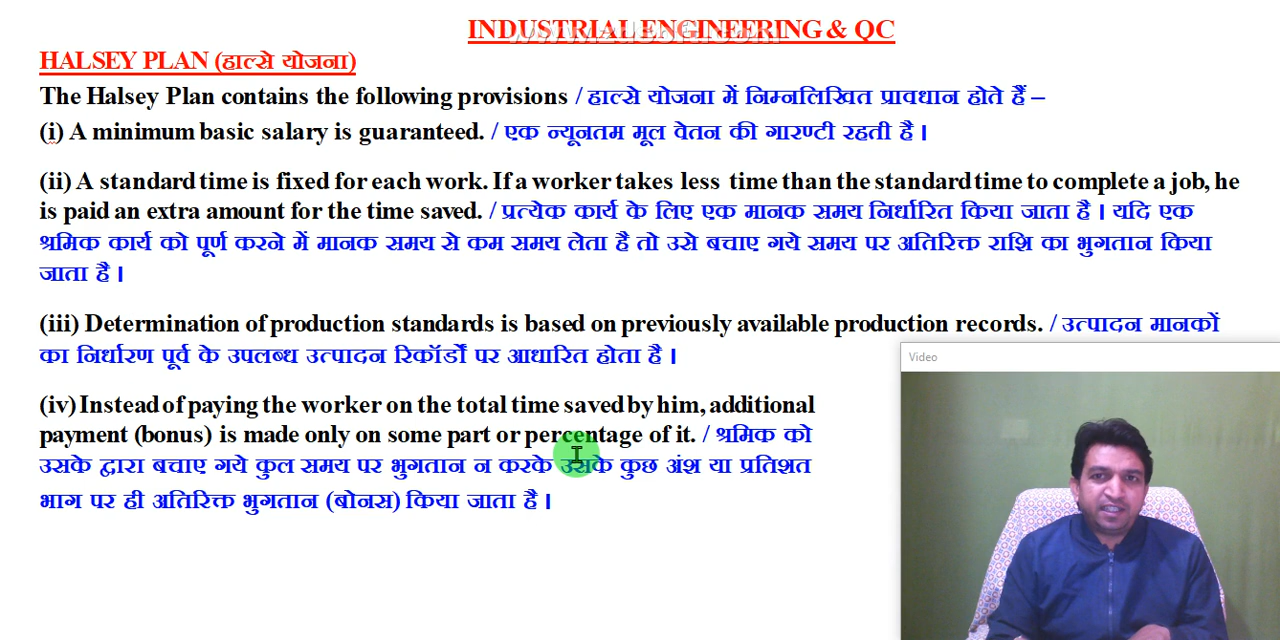 INDUSTRIAL ENGINEERING & QC
HALSEY PLAN (हाल्से योजना)
The Halsey Plan contains the following provisions / हाल्से योजना में निम्नलिखित प्रावधान होते हैं –
(i) A minimum basic salary is guaranteed. / एक न्यूनतम मूल वेतन की गारण्टी रहती है ।
(ii) A standard time is fixed for each work. If a worker takes less time than the standard time to complete a job, he
is paid an extra amount for the time saved. / प्रत्येक कार्य के लिए एक मानक समय निर्धारित किया जाता है । यदि एक
श्रमिक कार्य को पूर्ण करने में मानक समय से कम समय लेता है तो उसे बचाए गये समय पर अतिरिक्त राशि का भुगतान किया
जाता है ।
(iii) Determination of production standards is based on previously available production records. / उत्पादन मानकों
का निर्धारण पूर्व के उपलब्ध उत्पादन रिकॉर्डों पर आधारित होता है ।
Video
(iv) Instead of paying the worker on the total time saved by him, additional
payment (bonus) is made only on some part or percentage of it. / श्रमिक को
उसके द्वारा बचाए गये कुल समय पर भुगतान न करके उसके कुछ अंश या प्रतिशत
भाग पर ही अतिरिक्त भुगतान (बोनस) किया जाता है ।